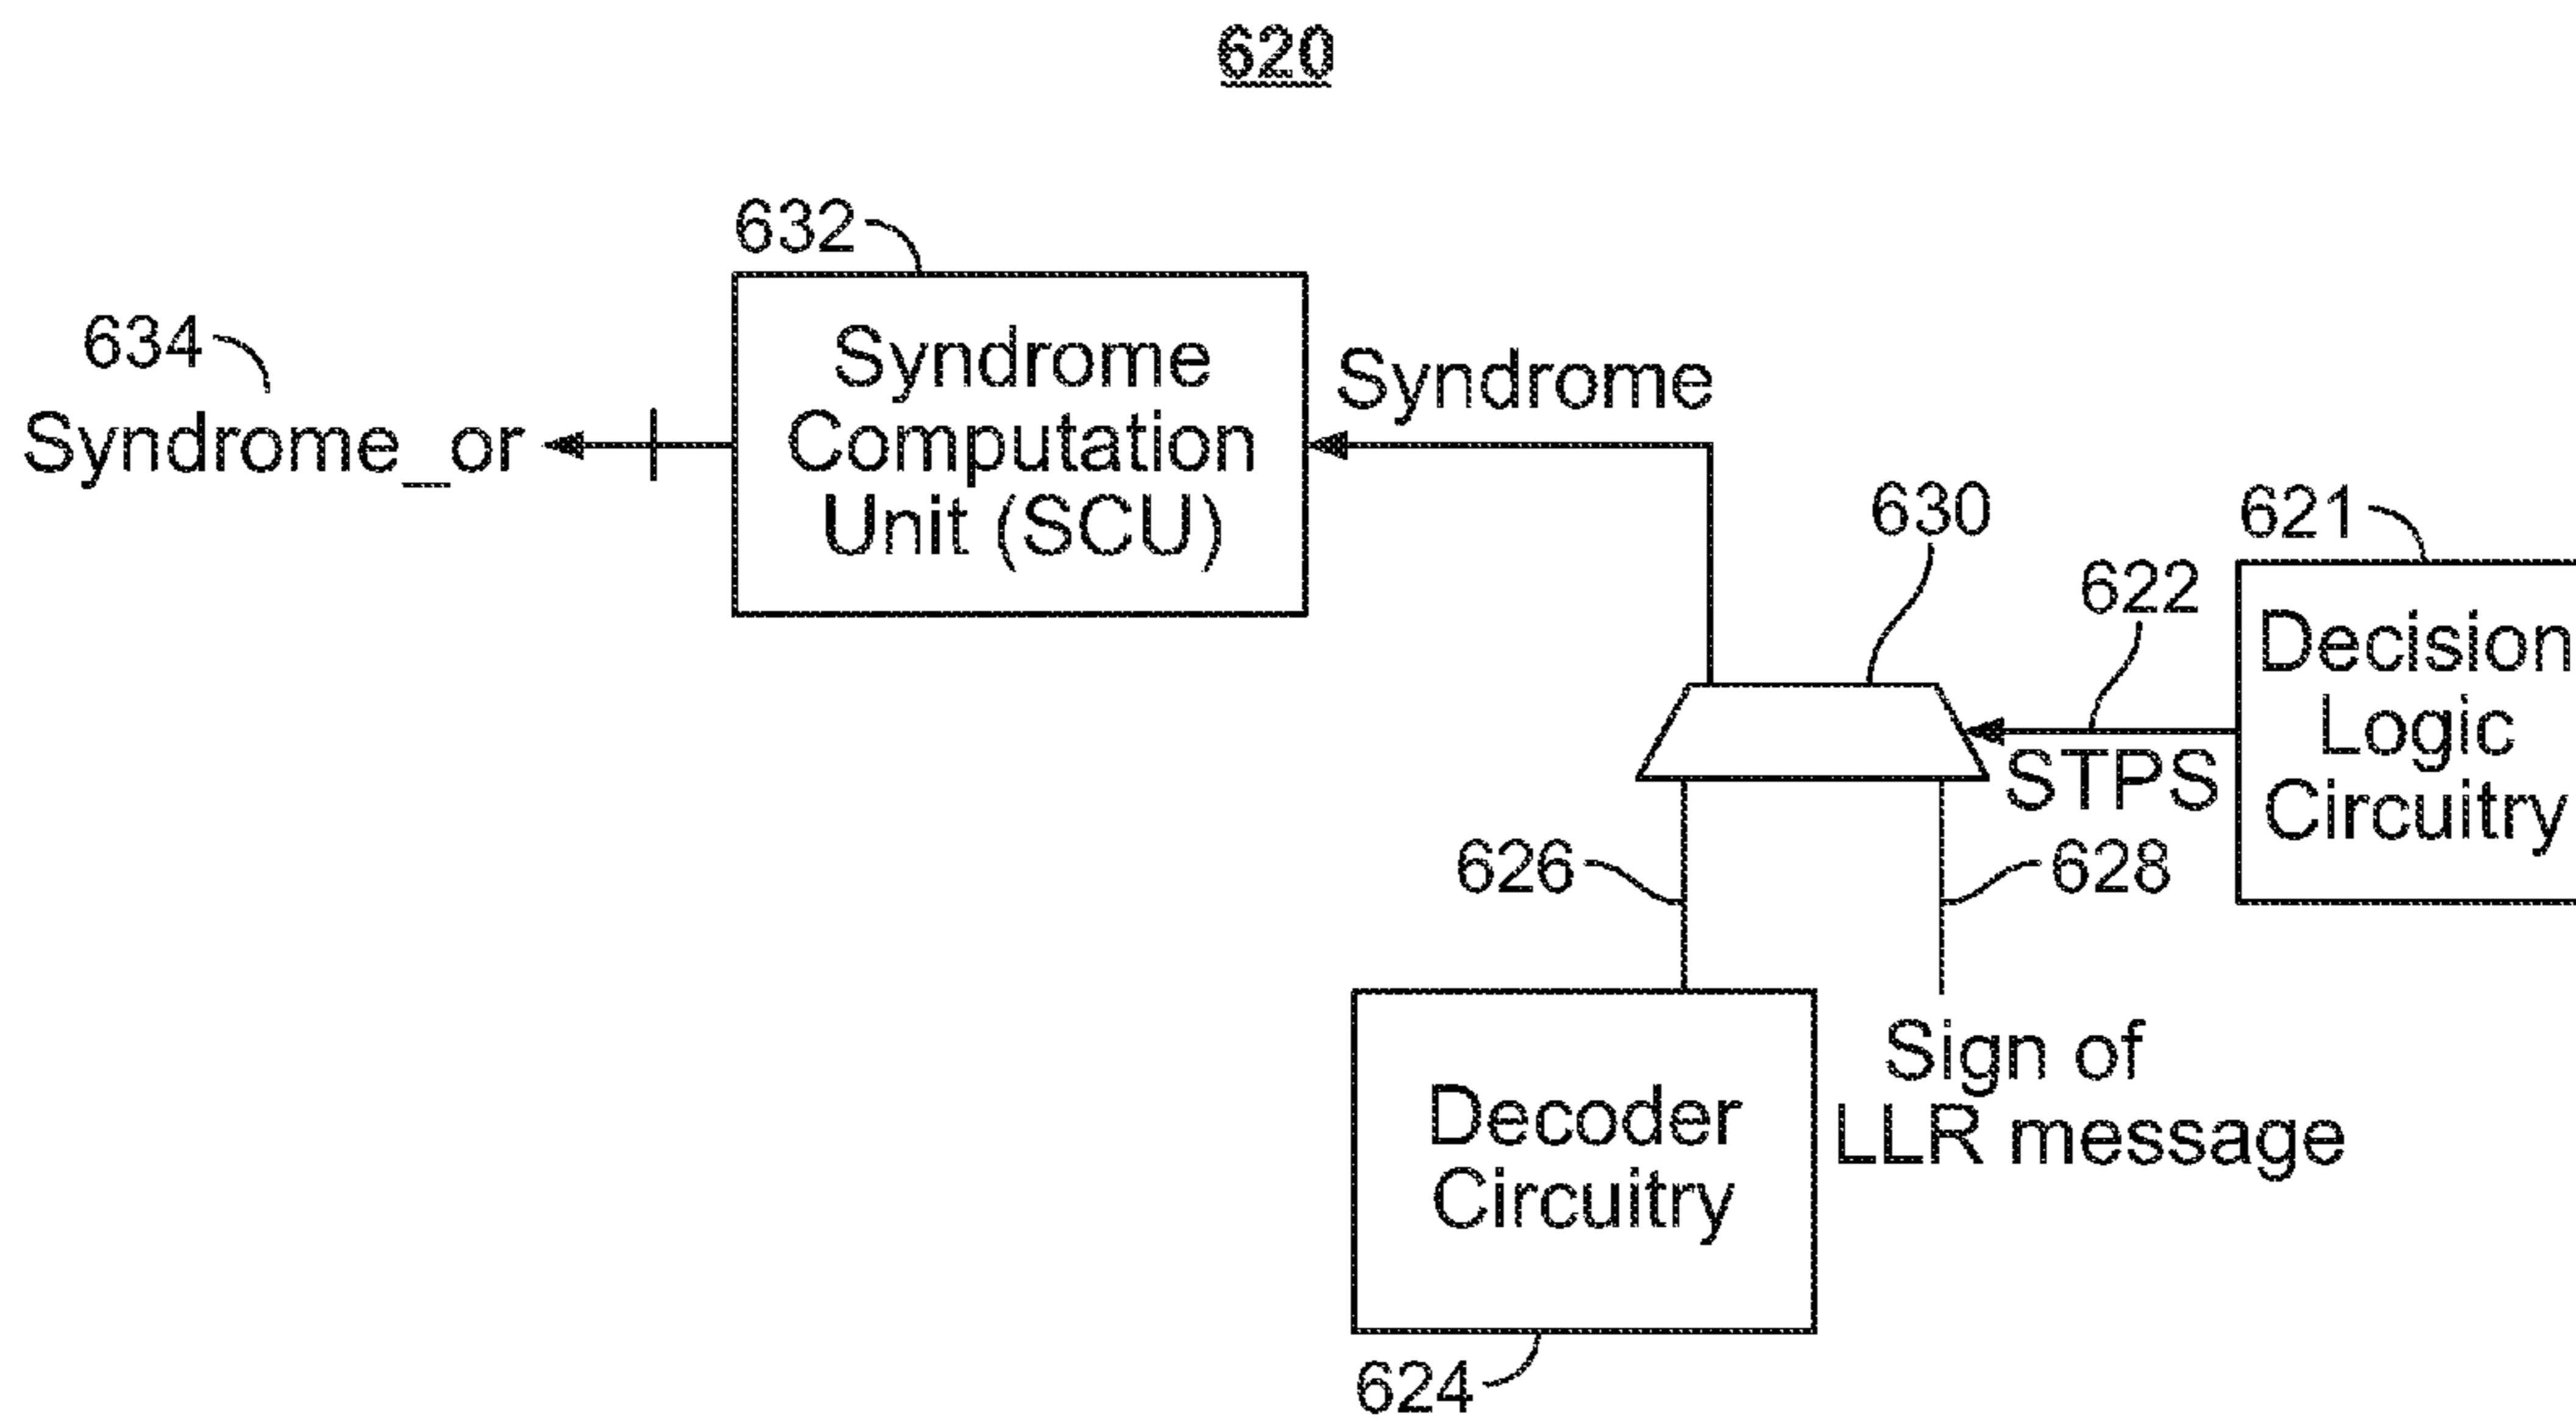 620
632
634
Syndrome
Computation
Unit (SCU)
Syndrome_or
Syndrome
630
621
622
Decision
Logic
Circuitry
STPS
626
628
Sign of
LLR message
Decoder
Circuitry
624